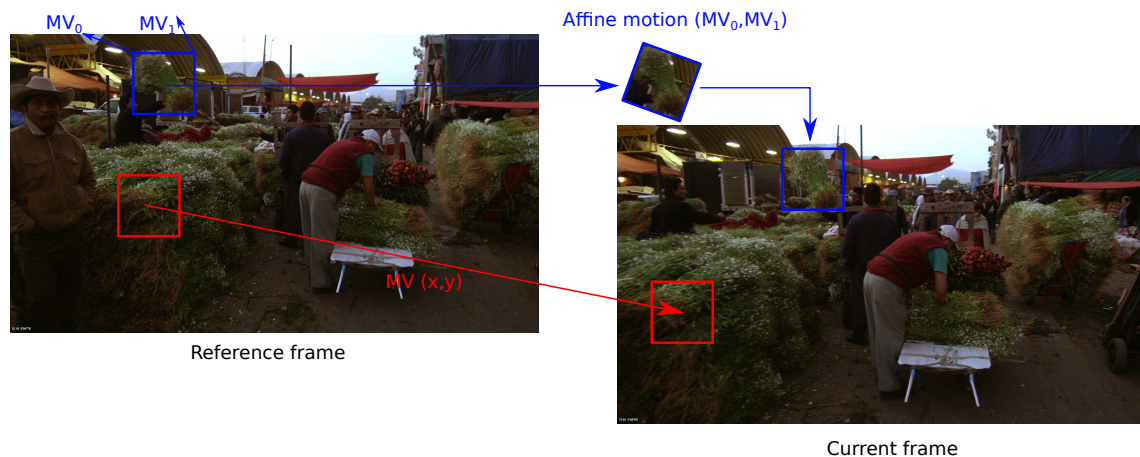 Affine motion (MV0,MV1)
MV0
MV1
MV (x,y)
Reference frame
Current frame